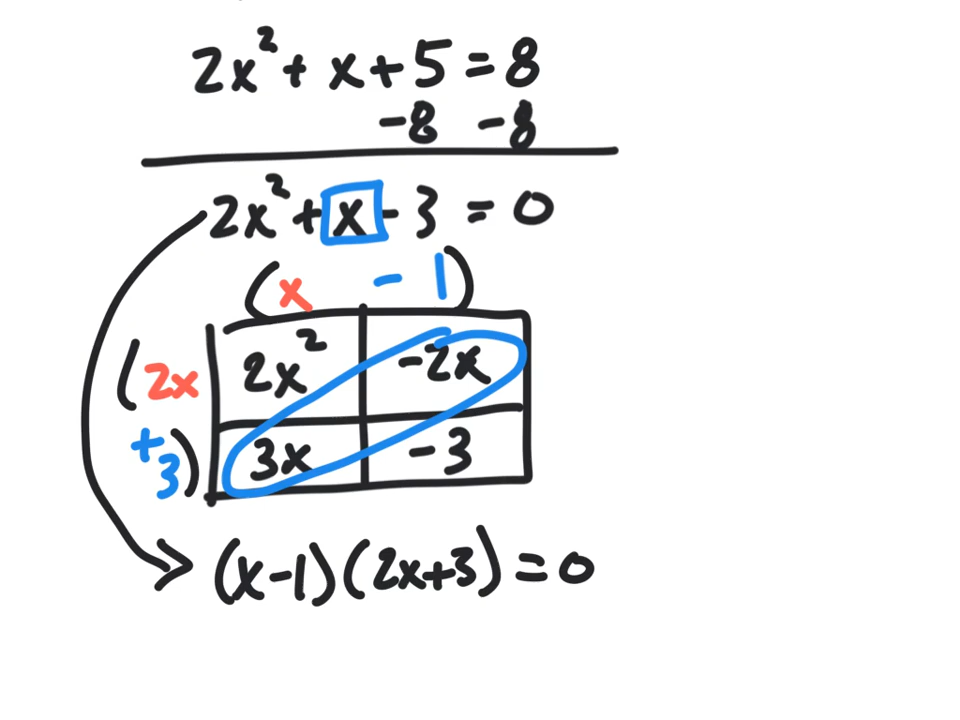 2x² + x + 5 = 8
-8 -8
2x² + x - 3 = 0
(x - 1)
(2x 2x² -2x
+3) 3x -3
(x-1)(2x+3) = 0